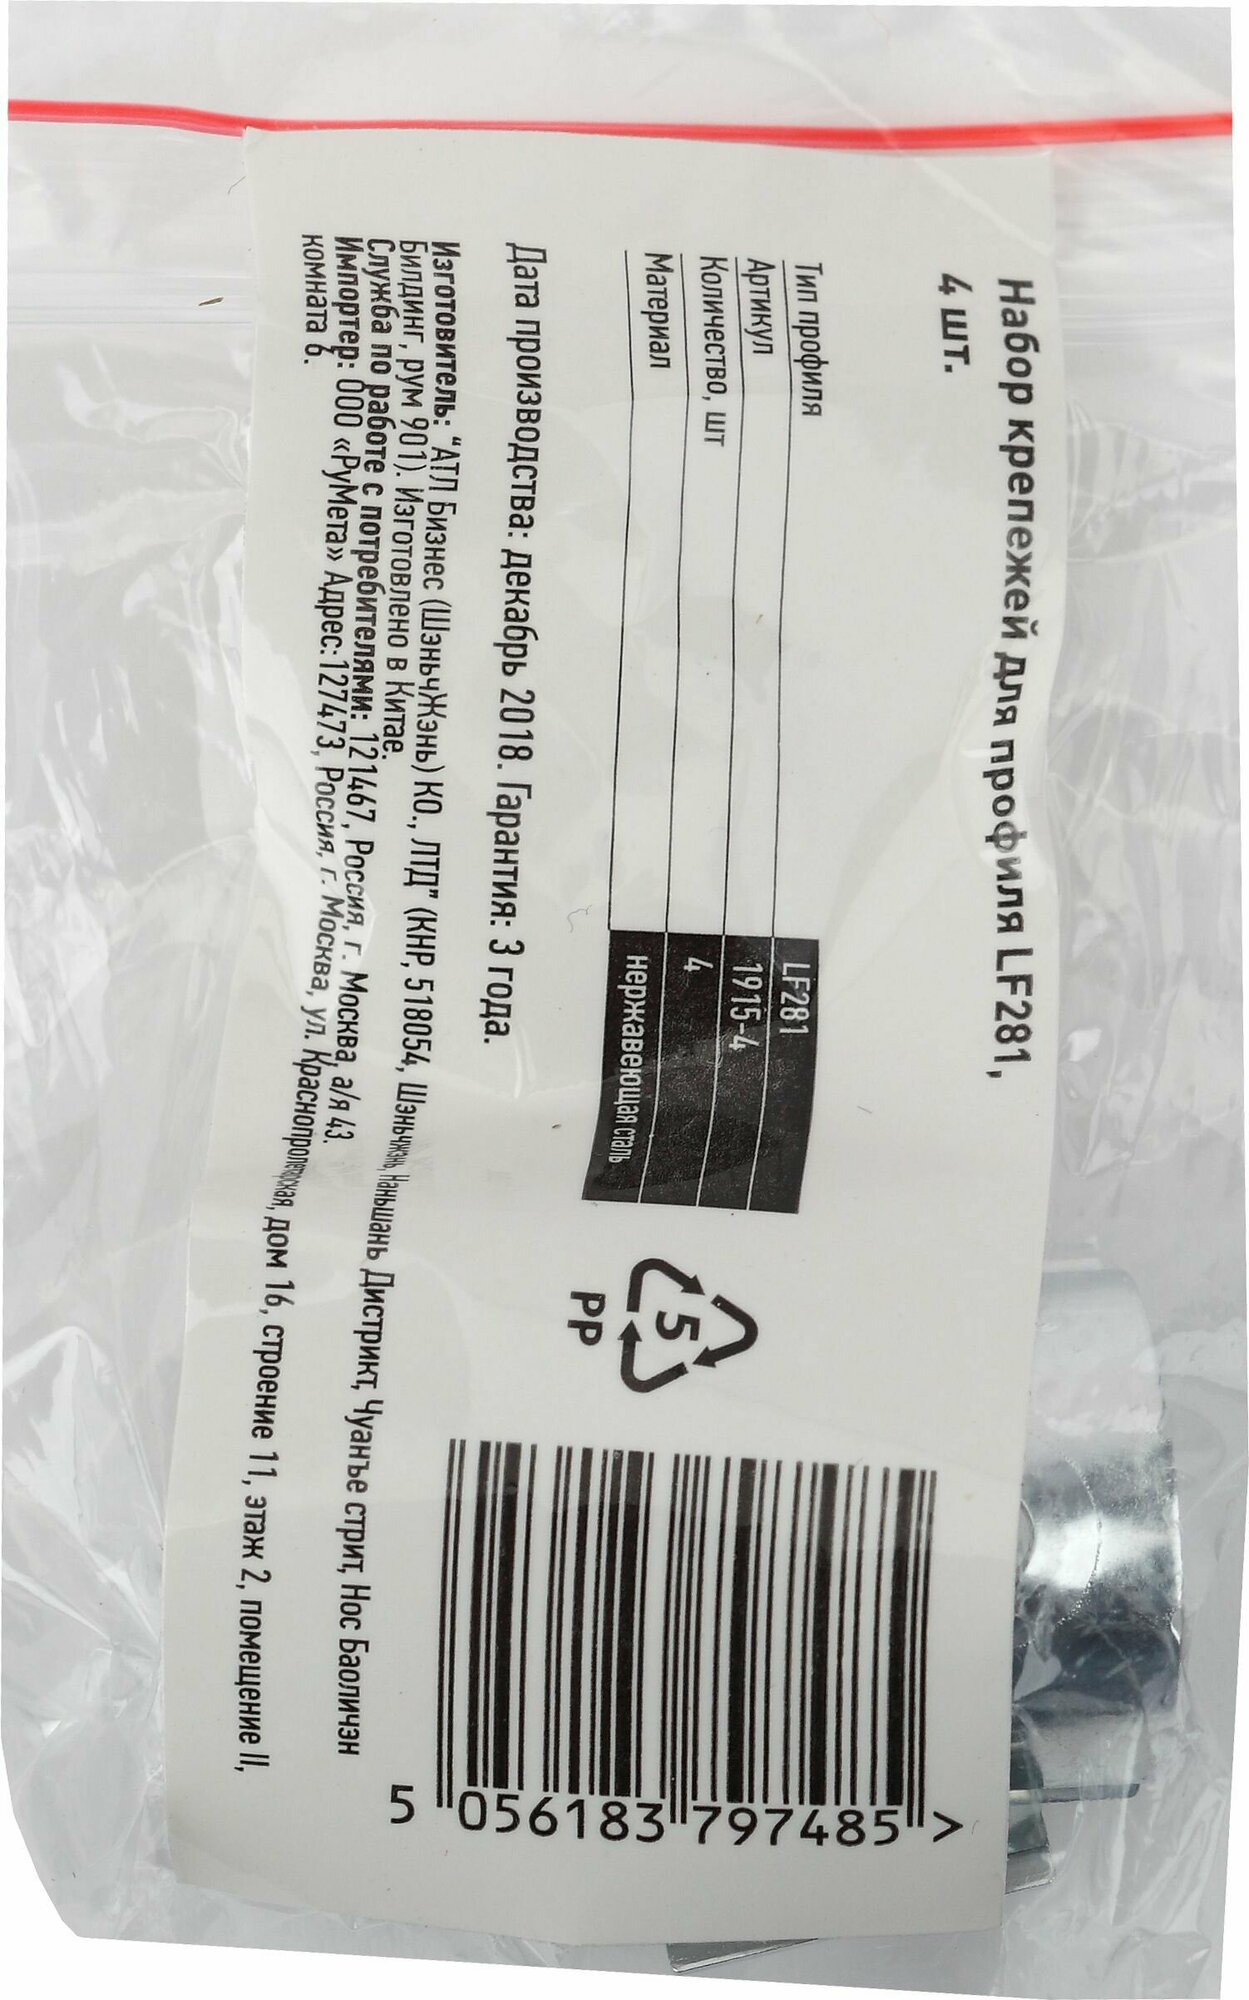 Набор крепежей для профиля LF281,
4 шт.
Тип профиля LF281
Артикул 1915-4
Количество, шт 4
Материал нержавеющая сталь
Дата производства: декабрь 2018. Гарантия: 3 года.
Изготовитель: “АТЛ Бизнес (ШэньчЖэнь) КО., ЛТД” (КНР, 518054, Шэньчжэнь, Наньшань Дистрикт, Чуанъе стрит, Нос Баоличэн
Билдинг, рум 901). Изготовлено в Китае.
Служба по работе с потребителями: 121467, Россия, г. Москва, а/я 43.
Импортер: ООО «РуМета» Адрес:127473, Россия, г. Москва, ул. Краснопролетарская, дом 16, строение 11, этаж 2, помещение II,
комната 6.
5
PP
5 056183 797485 >